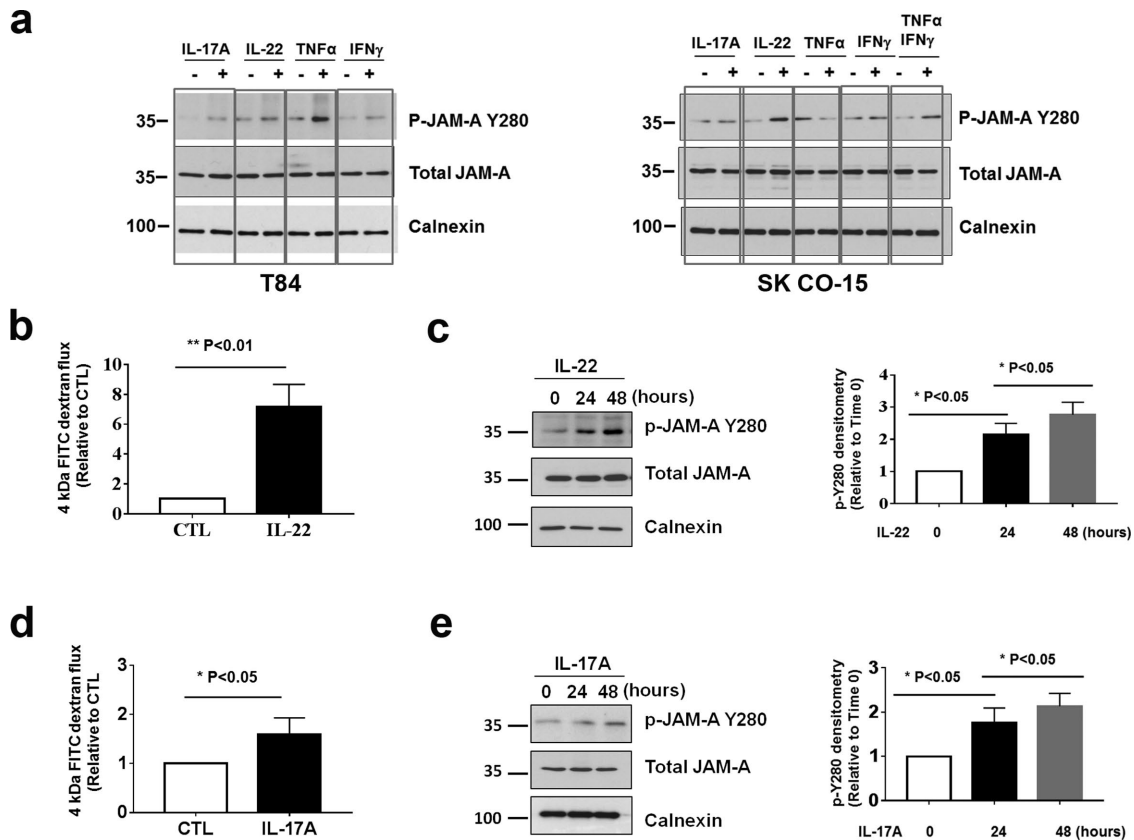 a
IL-17A IL-22 TNFα IFNγ
- + - + - + - +
35 P-JAM-A Y280
35 Total JAM-A
100 Calnexin
T84
IL-17A IL-22 TNFα IFNγ TNFα IFNγ
- + - + - + - + - +
35 P-JAM-A Y280
35 Total JAM-A
100 Calnexin
SK CO-15
b
4 kDa FITC dextran flux
(Relative to CTL)
** P<0.01
10
8
6
4
2
1
0
CTL IL-22
c
IL-22
0 24 48 (hours)
35 p-JAM-A Y280
35 Total JAM-A
100 Calnexin
p-Y280 densitometry
(Relative to Time 0)
* P<0.05
* P<0.05
4
3
2
1
0
IL-22 0 24 48 (hours)
d
4 kDa FITC dextran flux
(Relative to CTL
* P<0.05
3
2
1
0
CTL IL-17A
e
IL-17A
0 24 48 (hours)
35 p-JAM-A Y280
35 Total JAM-A
100 Calnexin
p-Y280 densitometry
(Relative to Time 0)
* P<0.05
* P<0.05
3
2
1
0
IL-17A 0 24 48 (hours)